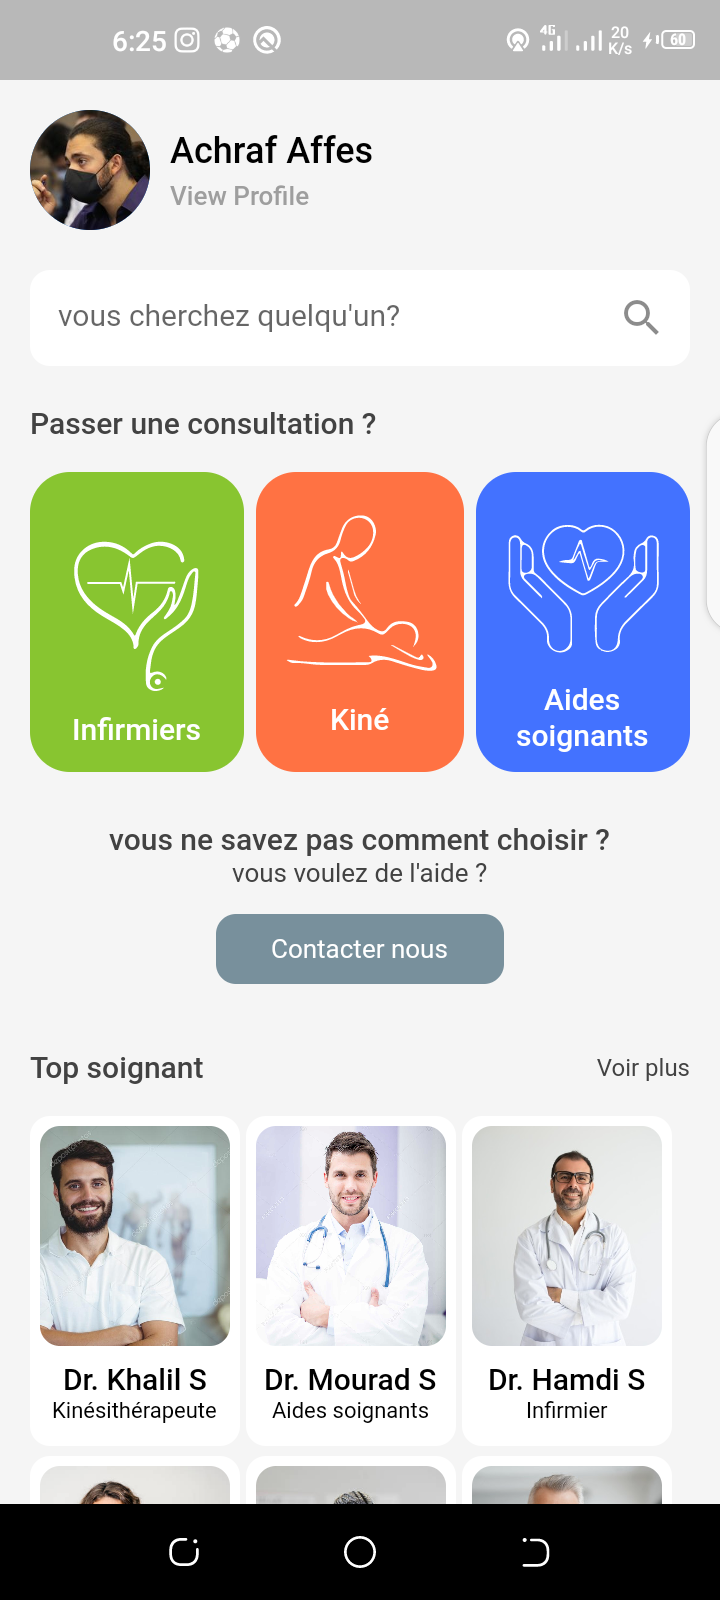 6:25
4G
20
K/s
60
Achraf Affes
View Profile
vous cherchez quelqu'un?
Passer une consultation ?
Infirmiers
Kiné
Aides
soignants
vous ne savez pas comment choisir ?
vous voulez de l'aide ?
Contacter nous
Top soignant
Voir plus
Dr. Khalil S
Kinésithérapeute
Dr. Mourad S
Aides soignants
Dr. Hamdi S
Infirmier